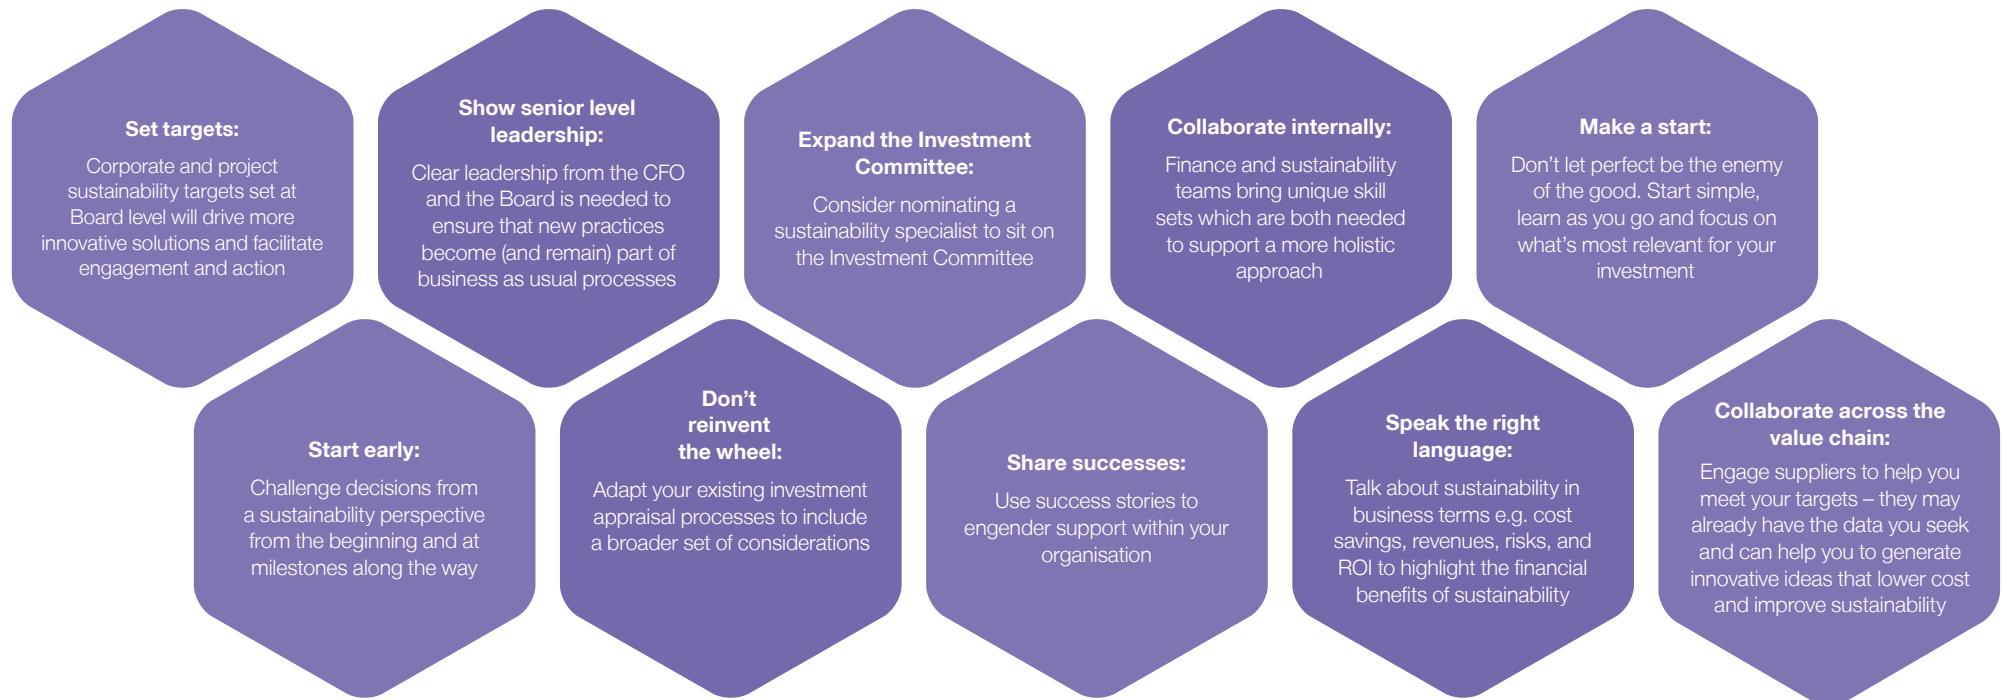 Set targets:
Corporate and project
sustainability targets set at
Board level will drive more
innovative solutions and facilitate
engagement and action
Show senior level
leadership:
Clear leadership from the CFO
and the Board is needed to
ensure that new practices
become (and remain) part of
business as usual processes
Expand the Investment
Committee:
Consider nominating a
sustainability specialist to sit on
the Investment Committee
Collaborate internally:
Finance and sustainability
teams bring unique skill
sets which are both needed
to support a more holistic
approach
Make a start:
Don’t let perfect be the enemy
of the good. Start simple,
learn as you go and focus on
what’s most relevant for your
investment
Start early:
Challenge decisions from
a sustainability perspective
from the beginning and at
milestones along the way
Don’t
reinvent
the wheel:
Adapt your existing investment
appraisal processes to include
a broader set of considerations
Share successes:
Use success stories to
engender support within your
organisation
Speak the right
language:
Talk about sustainability in
business terms e.g. cost
savings, revenues, risks, and
ROI to highlight the financial
benefits of sustainability
Collaborate across the
value chain:
Engage suppliers to help you
meet your targets – they may
already have the data you seek
and can help you to generate
innovative ideas that lower cost
and improve sustainability